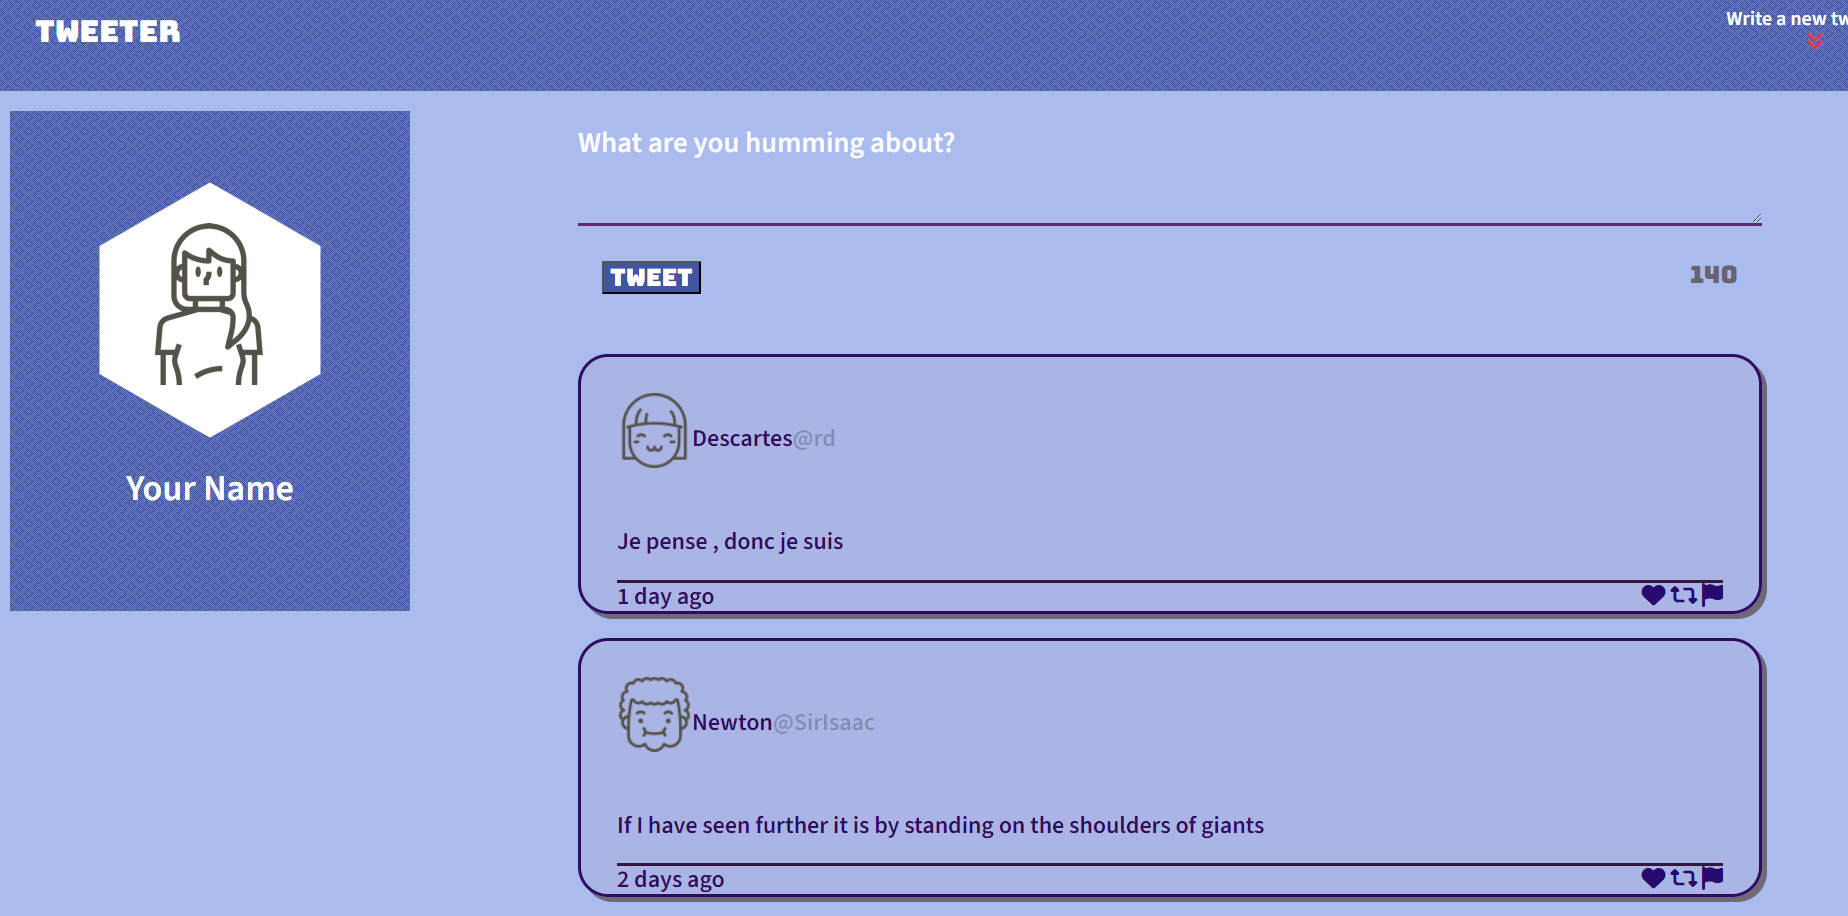 TWEETER
Write a new tw
What are you humming about?
TWEET
140
Your Name
Descartes@rd
Je pense , donc je suis
1 day ago
Newton@SirIsaac
If I have seen further it is by standing on the shoulders of giants
2 days ago